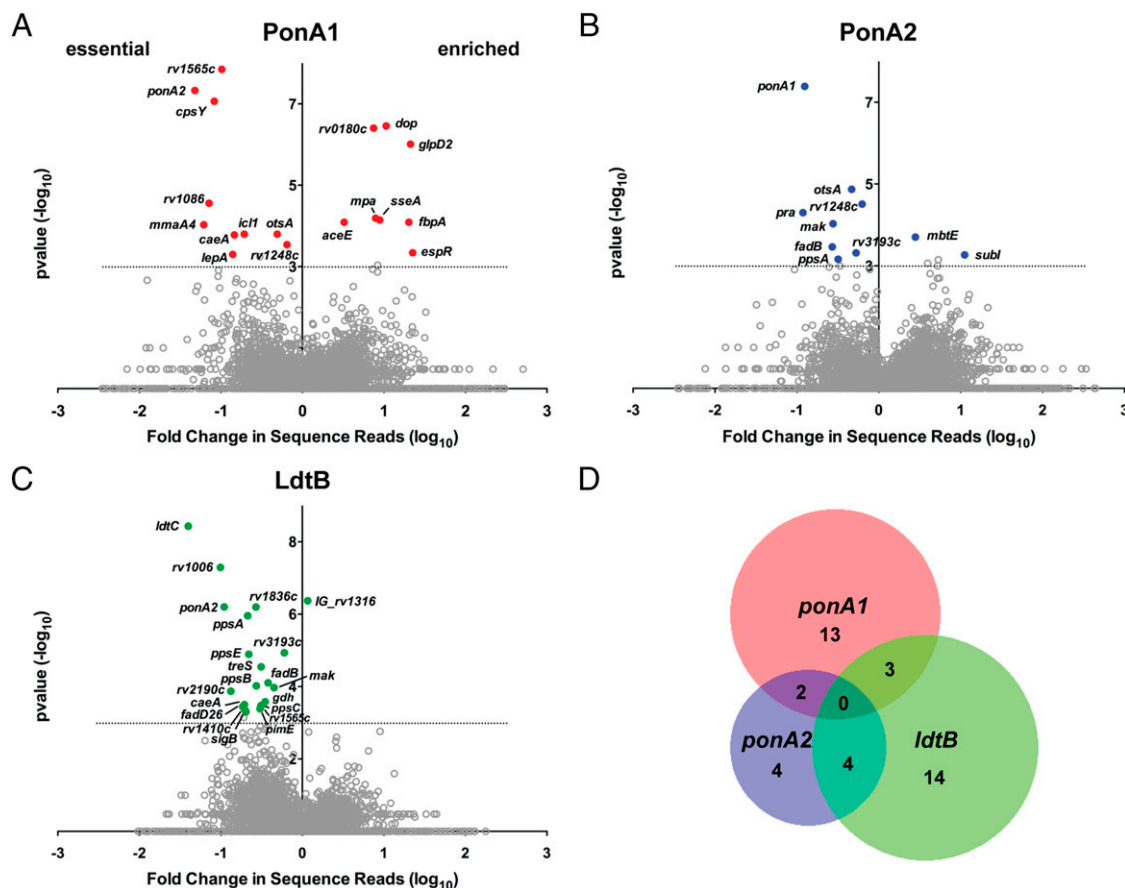 A
PonA1
essential
enriched
rv1565c
ponA2
cpsY
rv0180c
dop
glpD2
rv1086
mmaA4
caeA
icl1
otsA
lepA
rv1248c
mpa
sseA
aceE
fbpA
espR
7
5
3
pvalue (-log10)
-3 -2 -1 0 1 2 3
Fold Change in Sequence Reads (log10)
B
PonA2
ponA1
otsA
rv1248c
pra
mak
fadB
rv3193c
ppsA
mbtE
subI
7
5
3
pvalue (-log10)
-3 -2 -1 0 1 2 3
Fold Change in Sequence Reads (log10)
C
LdtB
ldtC
rv1006
ponA2
rv1836c
IG_rv1316
ppsA
rv3193c
ppsE
treS
fadB
ppsB
mak
rv2190c
gdh
caeA
ppsC
fadD26
rv1565c
rv1410c
pimE
sigB
8
6
4
2
pvalue (-log10)
-3 -2 -1 0 1 2 3
Fold Change in Sequence Reads (log10)
D
ponA1
13
3
2
0
ponA2
4
4
ldtB
14